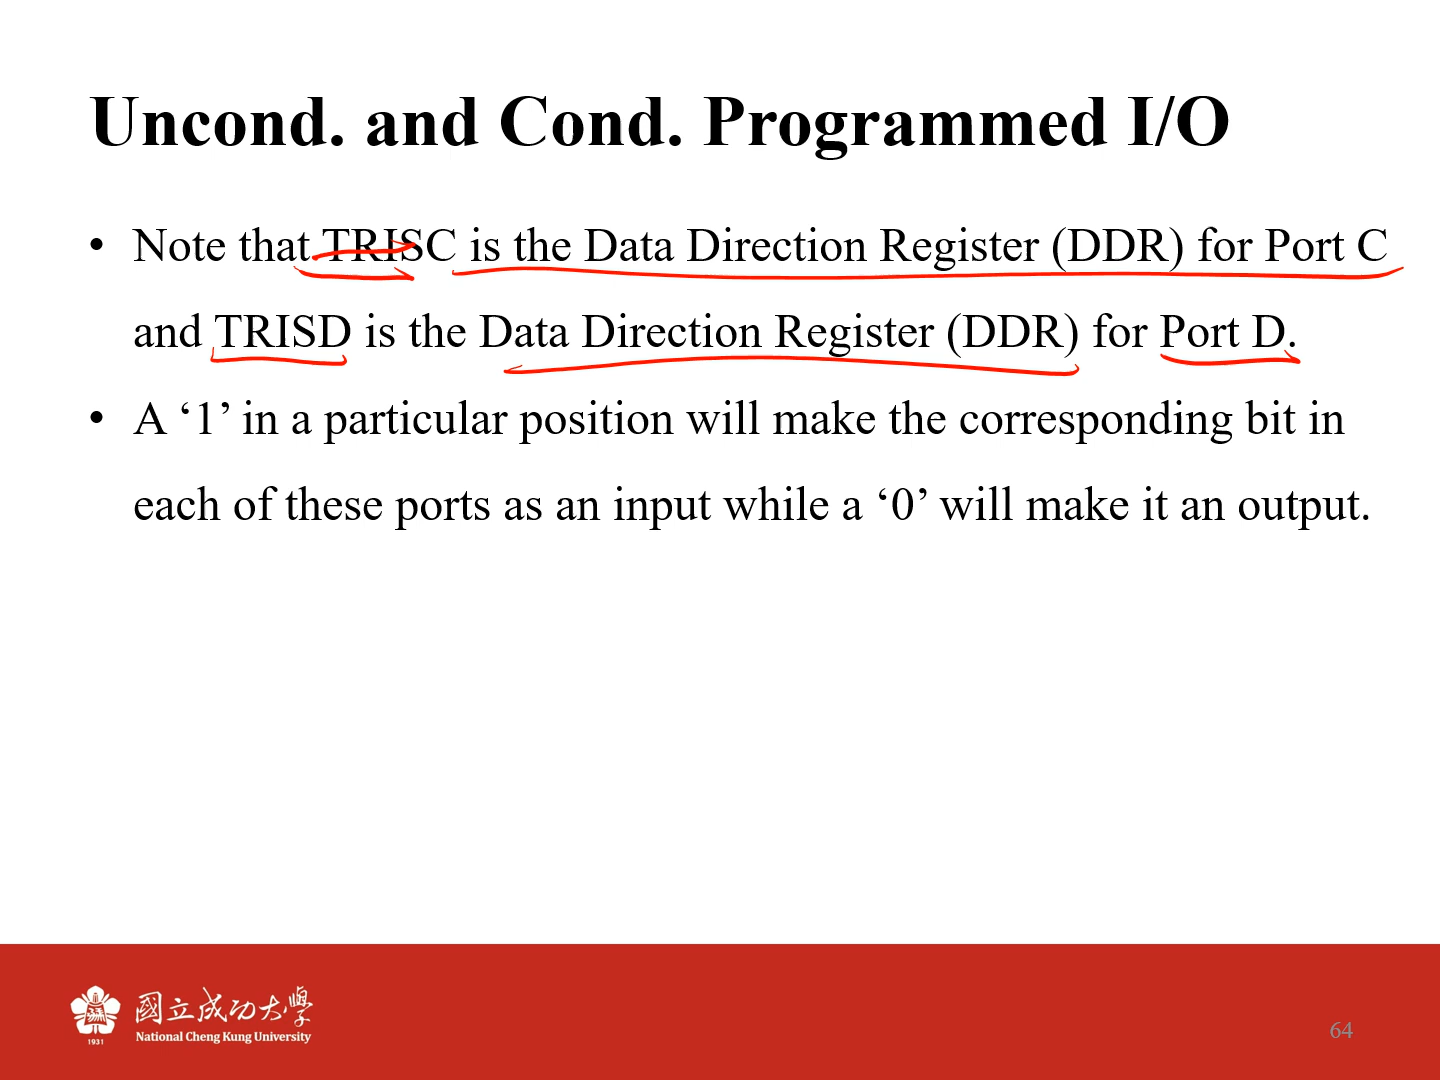 Uncond. and Cond. Programmed I/O
• Note that TRISC is the Data Direction Register (DDR) for Port C
and TRISD is the Data Direction Register (DDR) for Port D.
• A ‘1’ in a particular position will make the corresponding bit in
each of these ports as an input while a ‘0’ will make it an output.
國立成功大學
National Cheng Kung University
1931
64